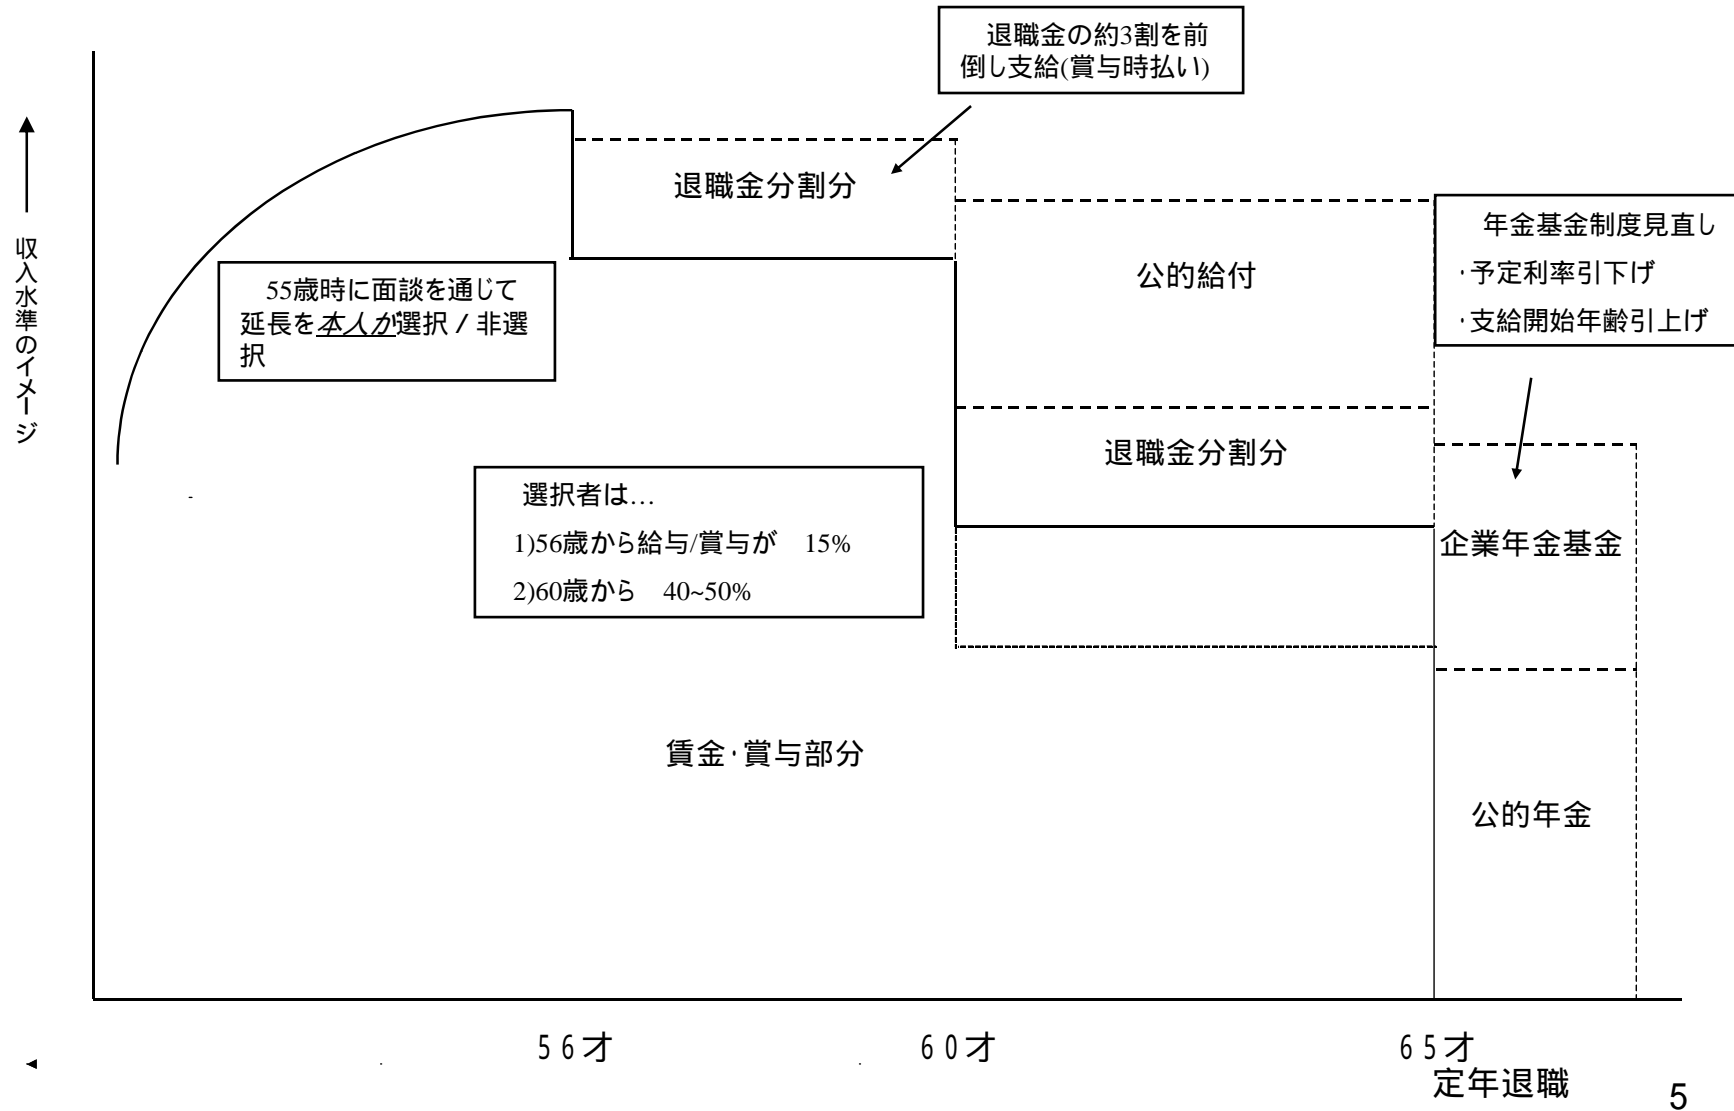 退職金の約3割を前
倒し支給(賞与時払い)
収入水準のイメージ
退職金分割分
55歳時に面談を通じて
延長を本人が選択/非選
択
公的給付
年金基金制度見直し
・予定利率引下げ
・支給開始年齢引上げ
退職金分割分
選択者は…
1)56歳から給与/賞与が 15%
2)60歳から 40~50%
企業年金基金
賃金・賞与部分
公的年金
56才
60才
65才
定年退職
5